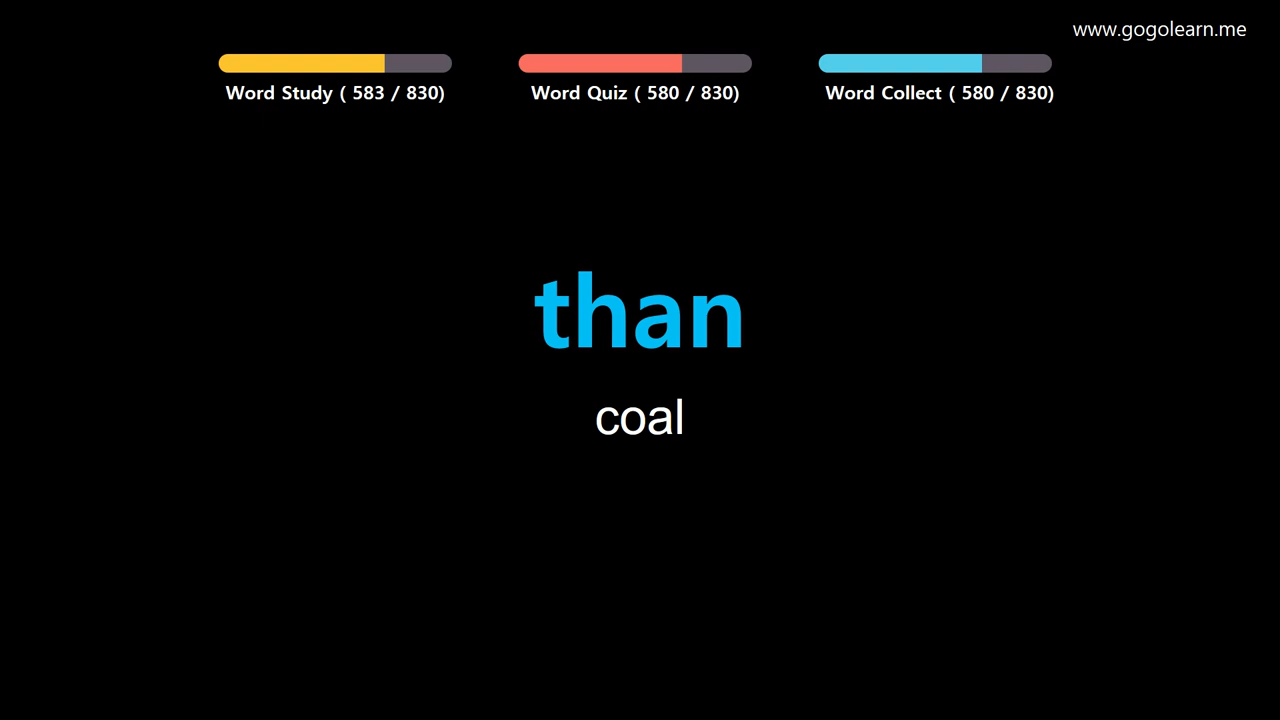 www.gogolearn.me
Word Study ( 583 / 830)
Word Quiz ( 580 / 830)
Word Collect ( 580 / 830)
than
coal